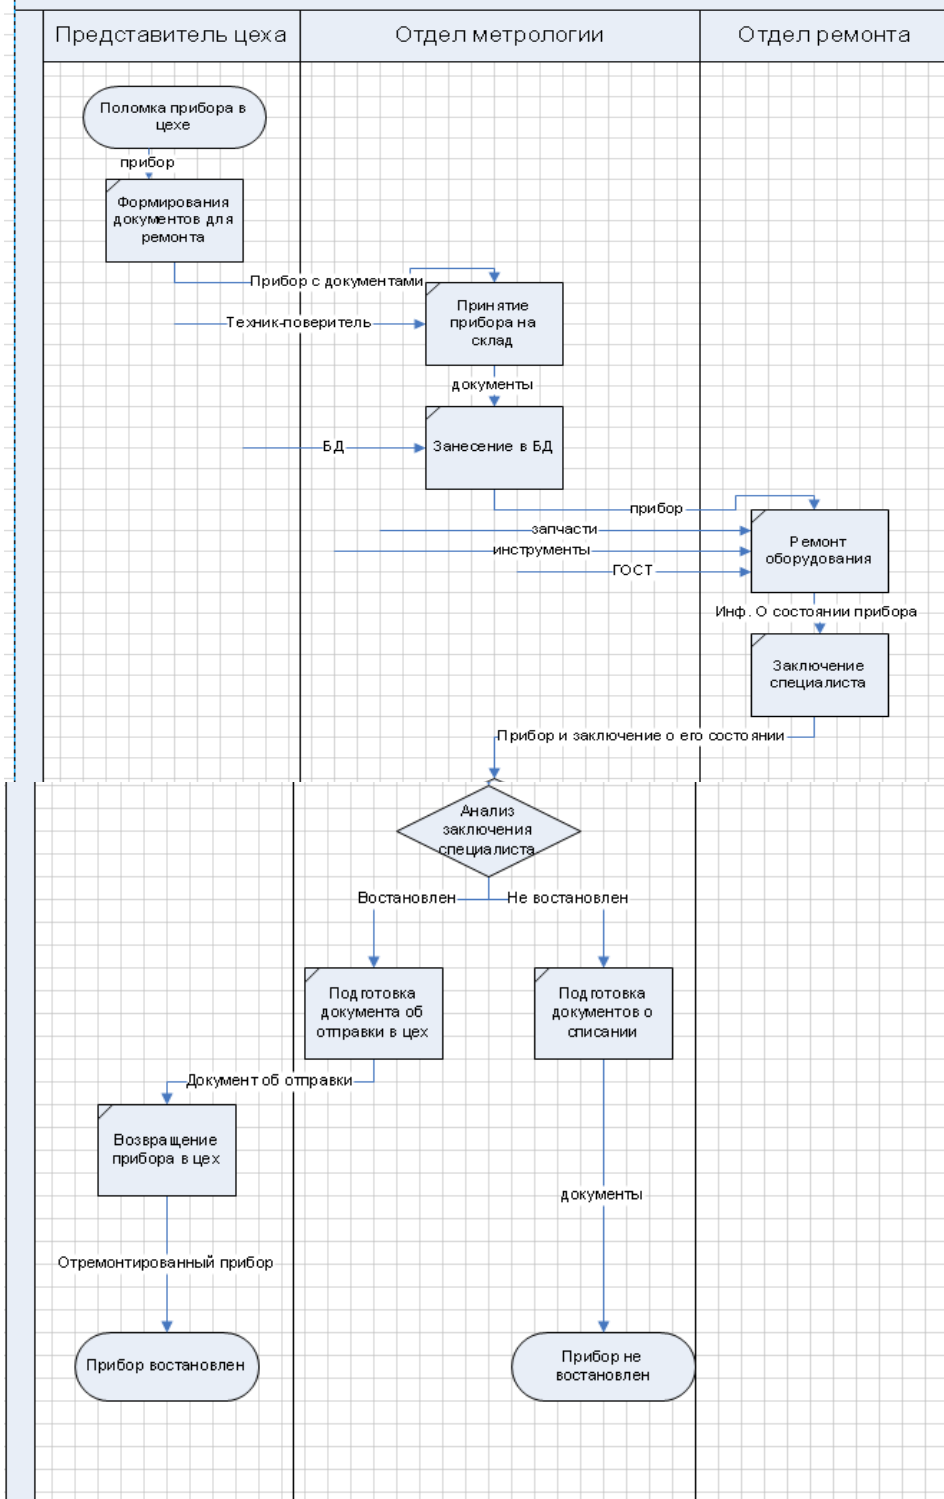 Представитель цеха
Отдел метрологии
Отдел ремонта
Поломка прибора в
цехе
прибор
Формирования
документов для
ремонта
Прибор с документами
Принятие
прибора на
склад
Техник-поверитель
документы
Занесение в БД
БД
прибор
запчасти
инструменты
ГОСТ
Ремонт
оборудования
Инф. О состоянии прибора
Заключение
специалиста
Прибор и заключение о его состоянии
Анализ
заключения
специалиста
Востановлен
Не востановлен
Подготовка
документа об
отправки в цех
Подготовка
документов о
списании
Документ об отправки
Возвращение
прибора в цех
документы
Отремонтированный прибор
Прибор востановлен
Прибор не
востановлен